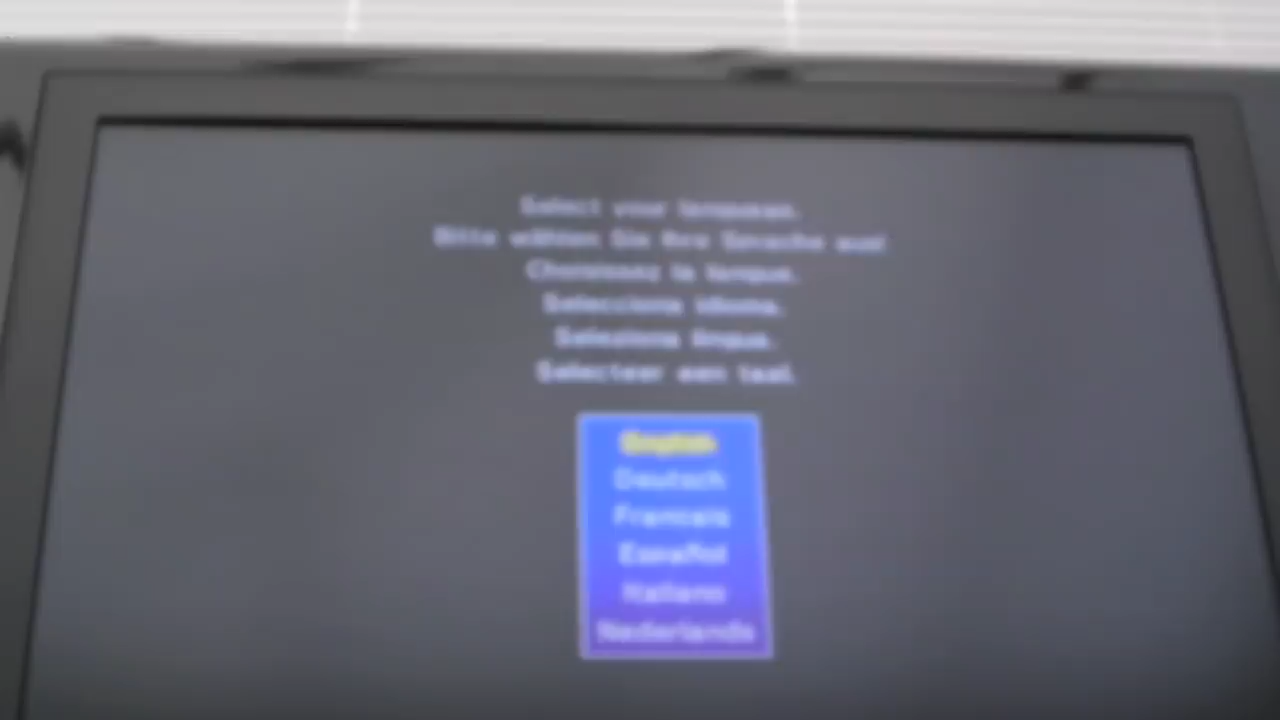 Select your language.
Bitte wählen Sie Ihre Sprache aus!
Choisissez la langue.
Selecciona idioma.
Seleziona lingua.
Selecteer een taal.
English
Deutsch
Francais
Español
Italiano
Nederlands